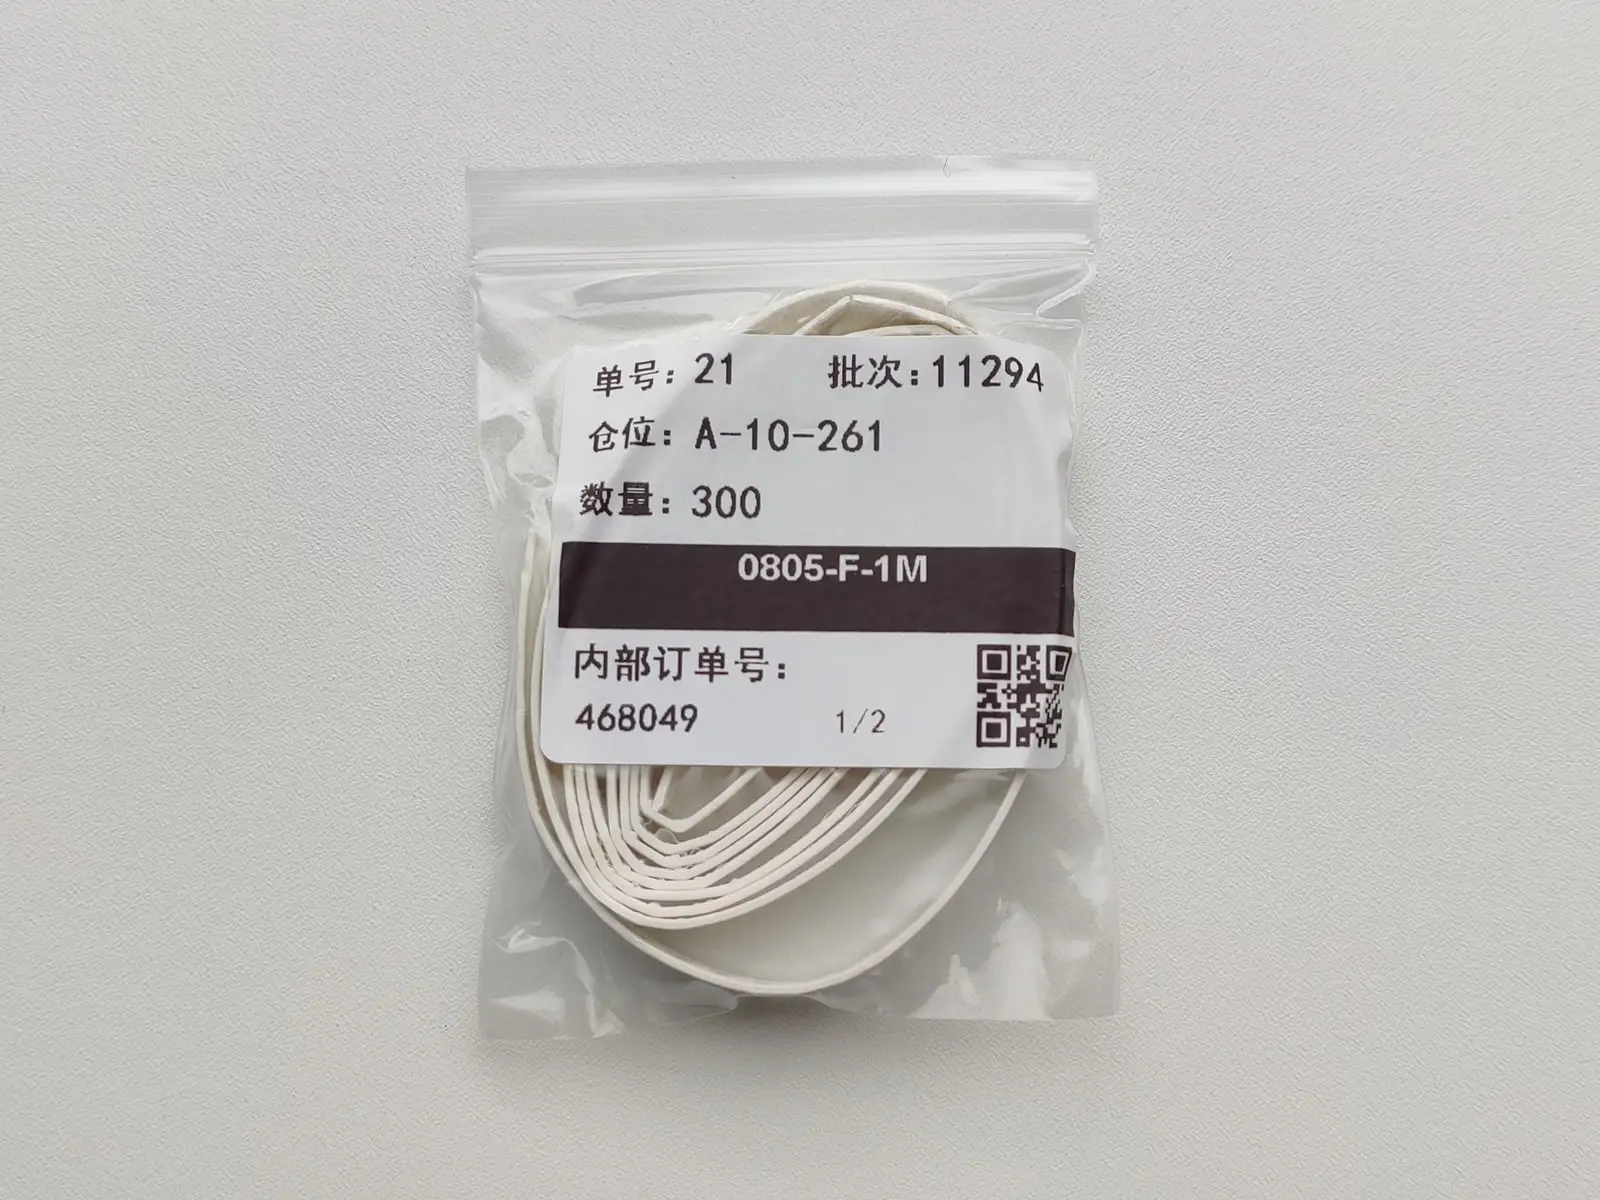 单号: 21 批次: 11294
仓位: A-10-261
数量: 300
0805-F-1M
内部订单号:
468049 1/2